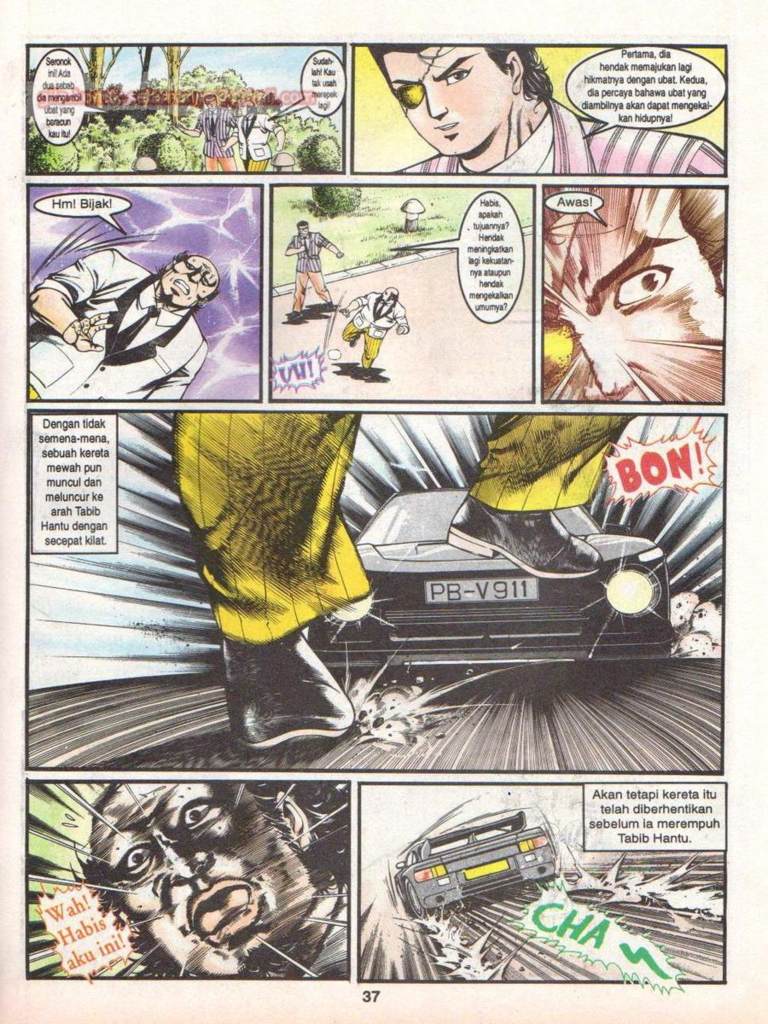 Seronok
ini! Ada
dua sebab
dia mengambil
ubat yang
beracun
kau itu!
Sudah-
lah! Kau
tak usah
merepek
lagi!
Pertama, dia
hendak memajukan lagi
hikmatnya dengan ubat. Kedua,
dia percaya bahawa ubat yang
diambilnya akan dapat mengekal-
kan hidupnya!
Hm! Bijak!
Habis,
apakah
tujuannya?
Hendak
meningkatkan
lagi kekuatan-
nya ataupun
hendak
mengekalkan
umurnya?
Awas!
Dengan tidak
semena-mena,
sebuah kereta
mewah pun
muncul dan
meluncur ke
arah Tabib
Hantu dengan
secepat kilat.
BON!
PB-V911
Wah!
Habis
aku ini!
Akan tetapi kereta itu
telah diberhentikan
sebelum ia merempuh
Tabib Hantu.
CHA
37